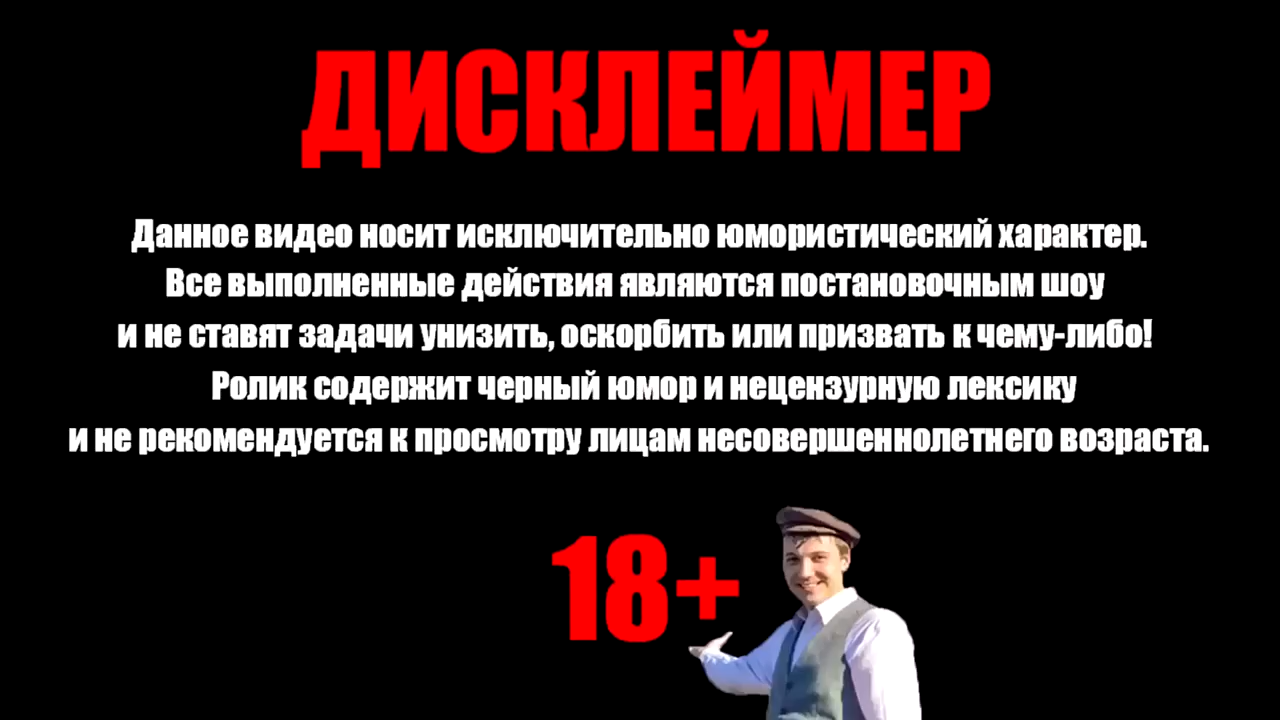 ДИСКЛЕЙМЕР
Данное видео носит исключительно юмористический характер.
Все выполненные действия являются постановочным шоу
и не ставят задачи унизить, оскорбить или призвать к чему-либо!
Ролик содержит черный юмор и нецензурную лексику
и не рекомендуется к просмотру лицам несовершеннолетнего возраста.
18+